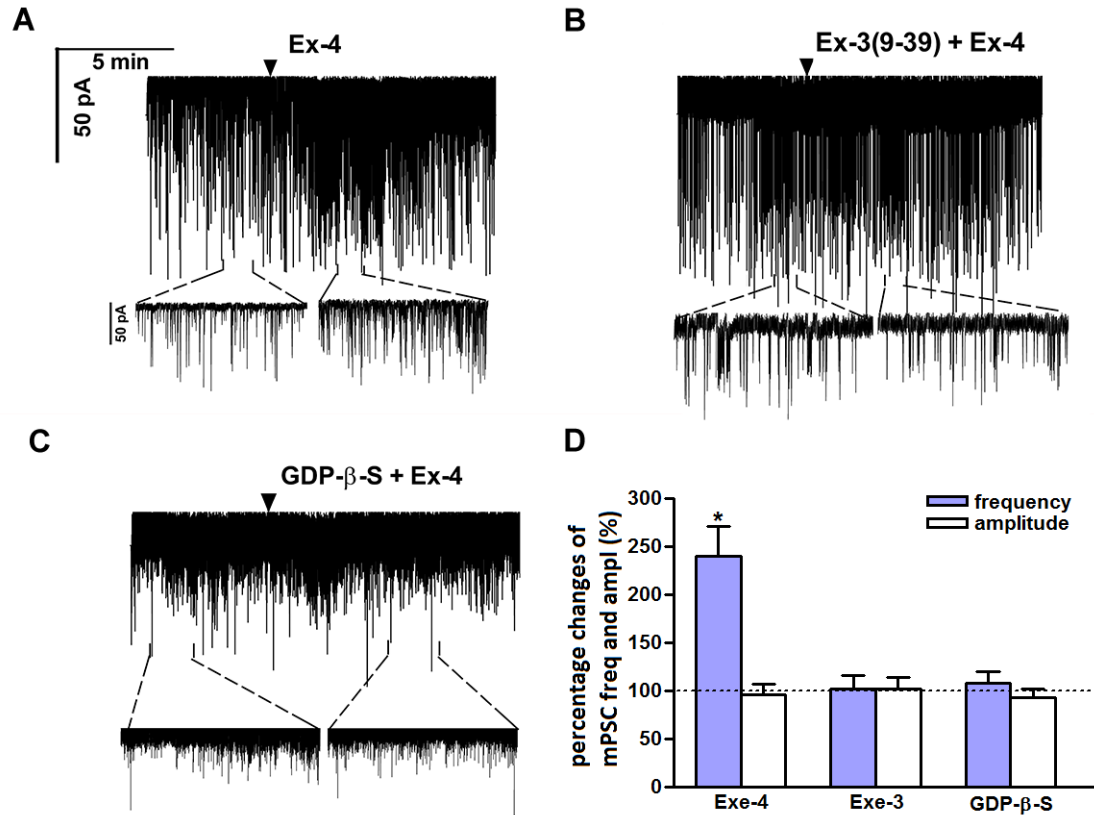 A
5 min
50 pA
Ex-4
50 pA
B
Ex-3(9-39) + Ex-4
C
GDP-β-S + Ex-4
D
percentage changes of
mPSC freq and ampl (%)
300
250
200
150
100
50
0
*
frequency
amplitude
Exe-4
Exe-3
GDP-β-S